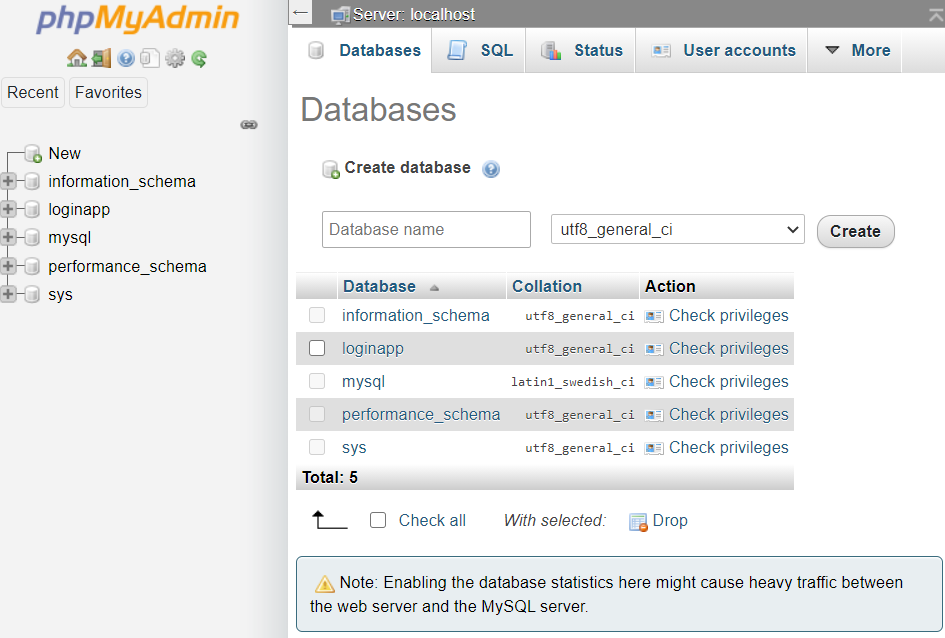 phpMyAdmin
Recent Favorites
New
information_schema
loginapp
mysql
performance_schema
sys
Server: localhost
Databases SQL Status User accounts More
Databases
Create database
Database name utf8_general_ci Create
Database Collation Action
information_schema utf8_general_ci Check privileges
loginapp utf8_general_ci Check privileges
mysql latin1_swedish_ci Check privileges
performance_schema utf8_general_ci Check privileges
sys utf8_general_ci Check privileges
Total: 5
Check all With selected: Drop
Note: Enabling the database statistics here might cause heavy traffic between
the web server and the MySQL server.